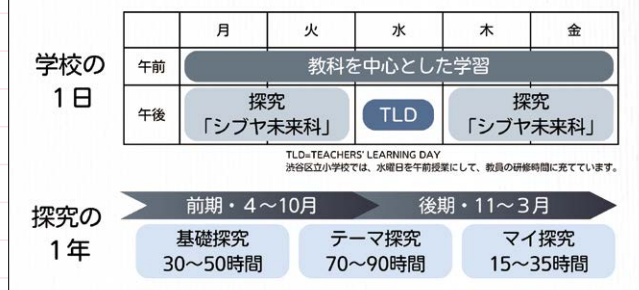 学校の
1日
月 火 水 木 金
午前 教科を中心とした学習
午後 探究 「シブヤ未来科」 TLD 探究 「シブヤ未来科」
TLD=TEACHERS' LEARNING DAY
渋谷区立小学校では、水曜日を午前授業にして、教員の研修時間に充てています。
探究の
1年
前期・4〜10月 後期・11〜3月
基礎探究 テーマ探究 マイ探究
30〜50時間 70〜90時間 15〜35時間